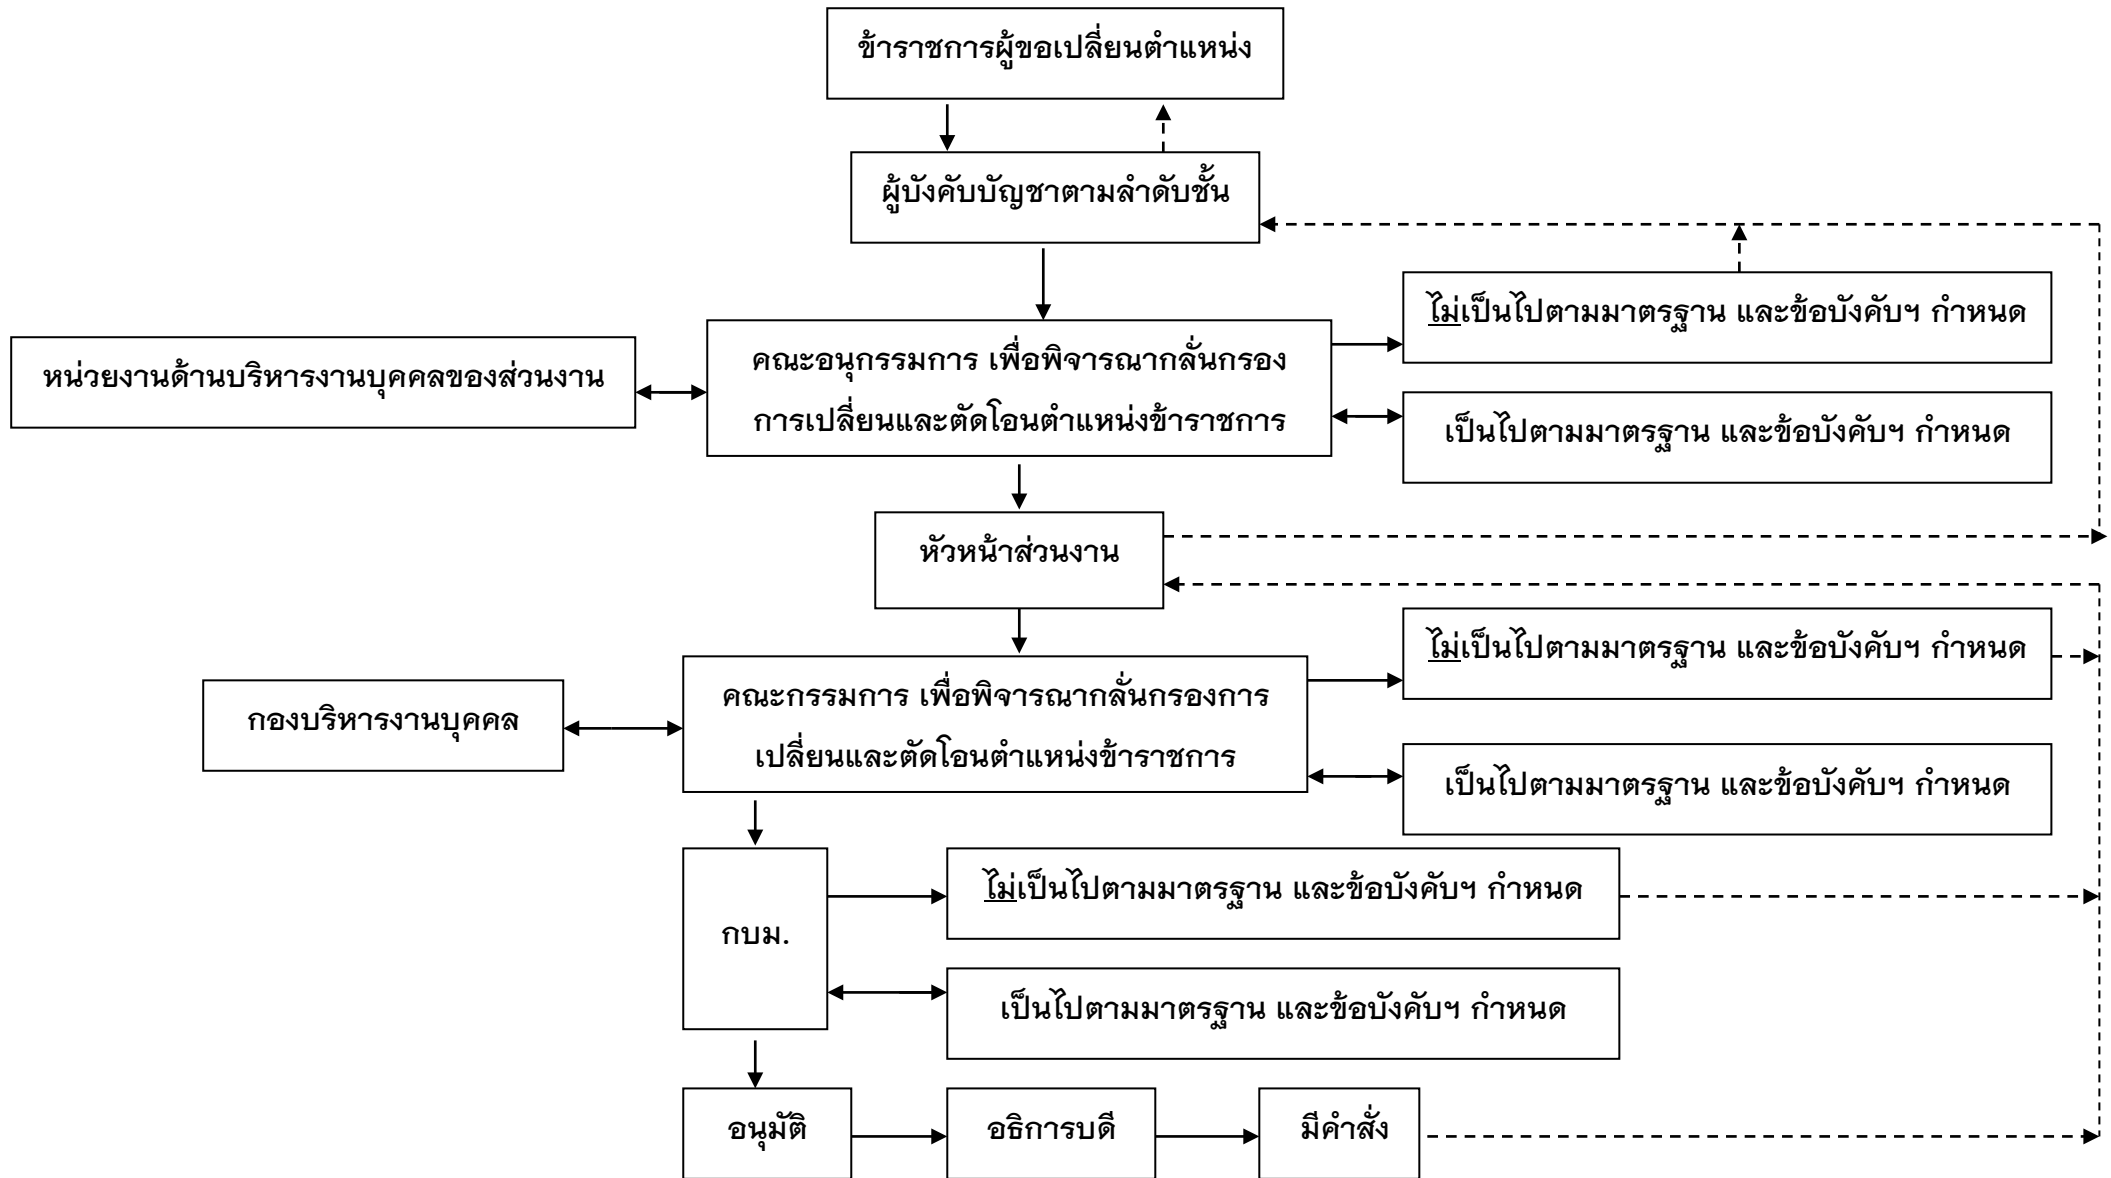 ข้าราชการผู้ขอเปลี่ยนตำแหน่ง
ผู้บังคับบัญชาตามลำดับชั้น
ไม่เป็นไปตามมาตรฐาน และข้อบังคับฯ กำหนด
หน่วยงานด้านบริหารงานบุคคลของส่วนงาน
คณะอนุกรรมการ เพื่อพิจารณากลั่นกรอง
การเปลี่ยนและตัดโอนตำแหน่งข้าราชการ
เป็นไปตามมาตรฐาน และข้อบังคับฯ กำหนด
หัวหน้าส่วนงาน
ไม่เป็นไปตามมาตรฐาน และข้อบังคับฯ กำหนด
กองบริหารงานบุคคล
คณะกรรมการ เพื่อพิจารณากลั่นกรองการ
เปลี่ยนและตัดโอนตำแหน่งข้าราชการ
เป็นไปตามมาตรฐาน และข้อบังคับฯ กำหนด
กบม.
ไม่เป็นไปตามมาตรฐาน และข้อบังคับฯ กำหนด
เป็นไปตามมาตรฐาน และข้อบังคับฯ กำหนด
อนุมัติ
อธิการบดี
มีคำสั่ง